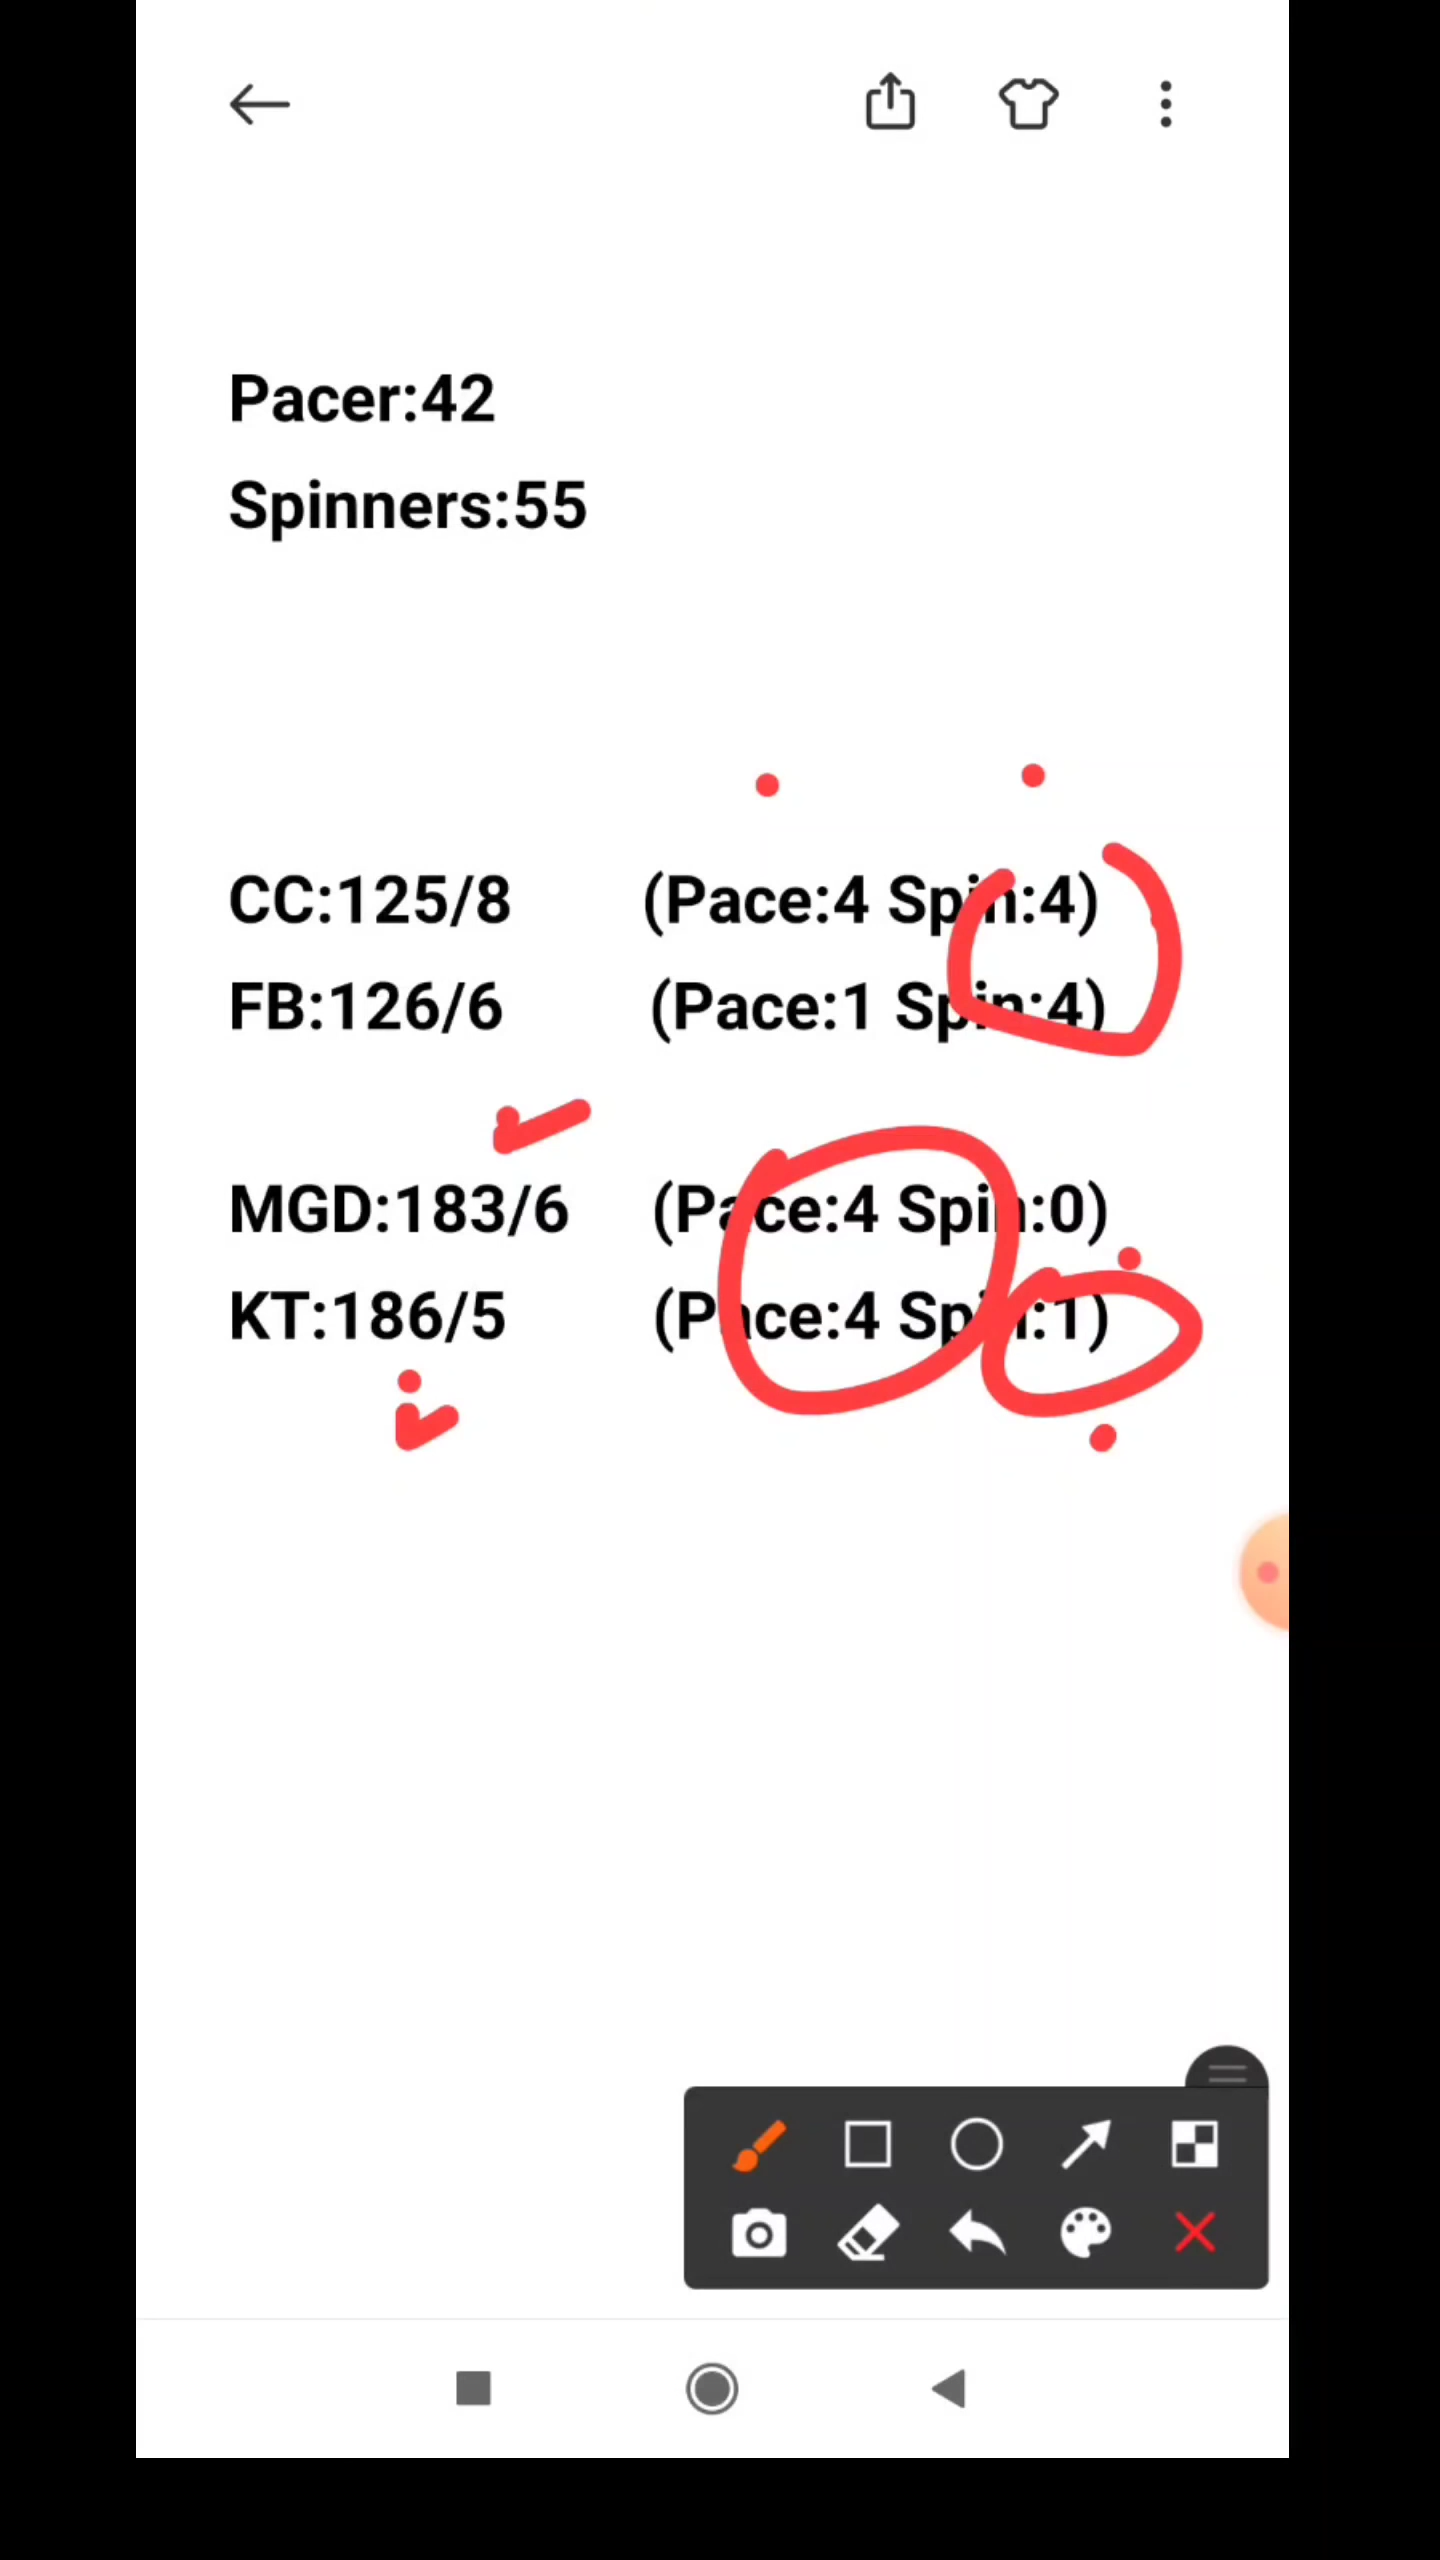 Pacer:42
Spinners:55
CC:125/8 (Pace:4 Spin:4)
FB:126/6 (Pace:1 Spin:4)
MGD:183/6 (Pace:4 Spin:0)
KT:186/5 (Pace:4 Spin:1)